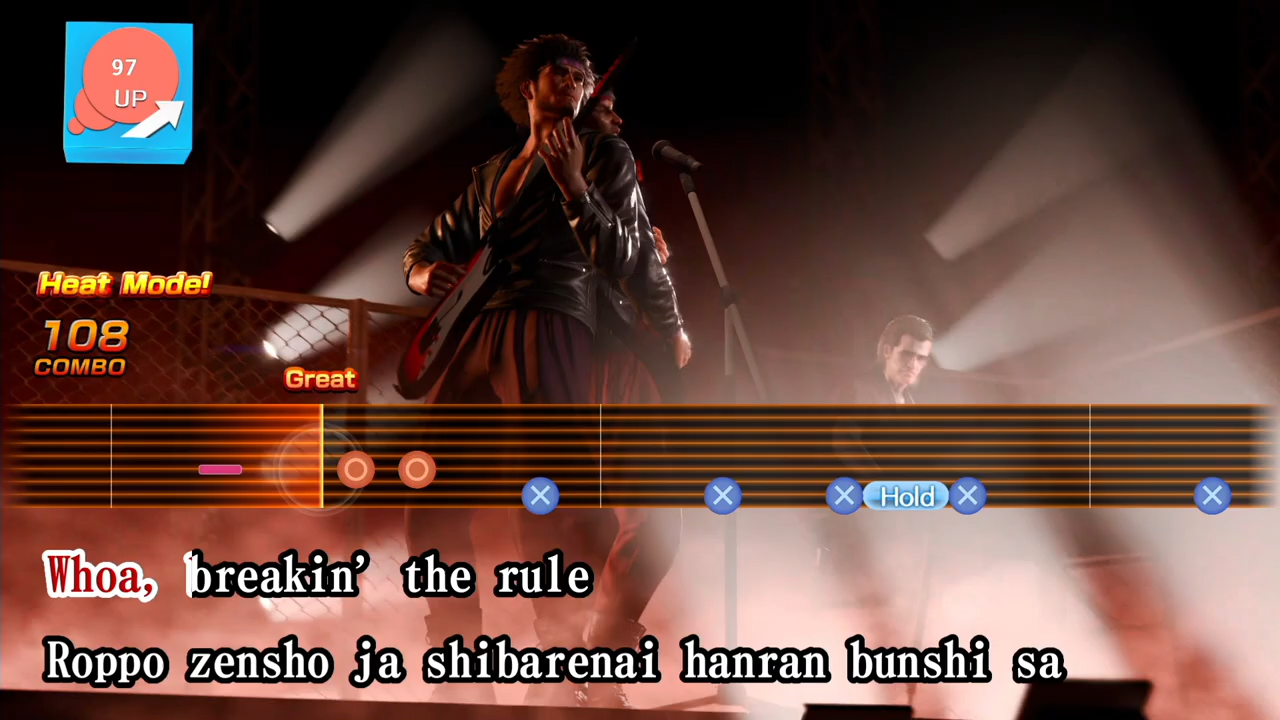 97
UP
Heat Mode!
108
COMBO
Great
Hold
Whoa, breakin' the rule
Roppo zensho ja shibarenai hanran bunshi sa